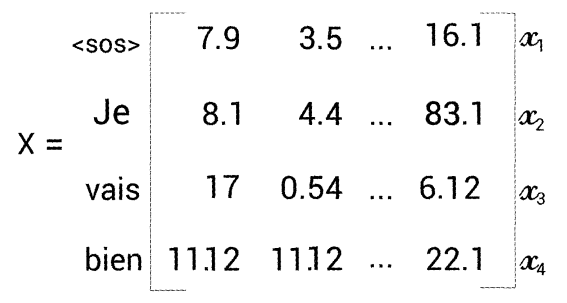 <sos> 7.9 3.5 ... 16.1 x₁
Je 8.1 4.4 ... 83.1 x₂
X =
vais 17 0.54 ... 6.12 x₃
bien 11.12 11.12 ... 22.1 x₄